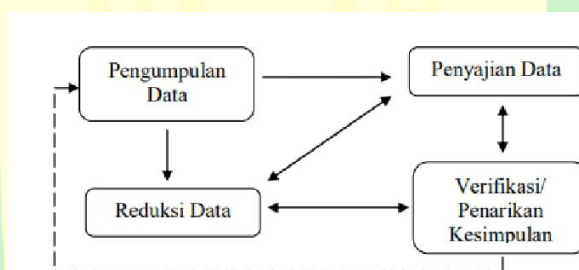 Pengumpulan
Data
Penyajian Data
Reduksi Data
Verifikasi/
Penarikan
Kesimpulan